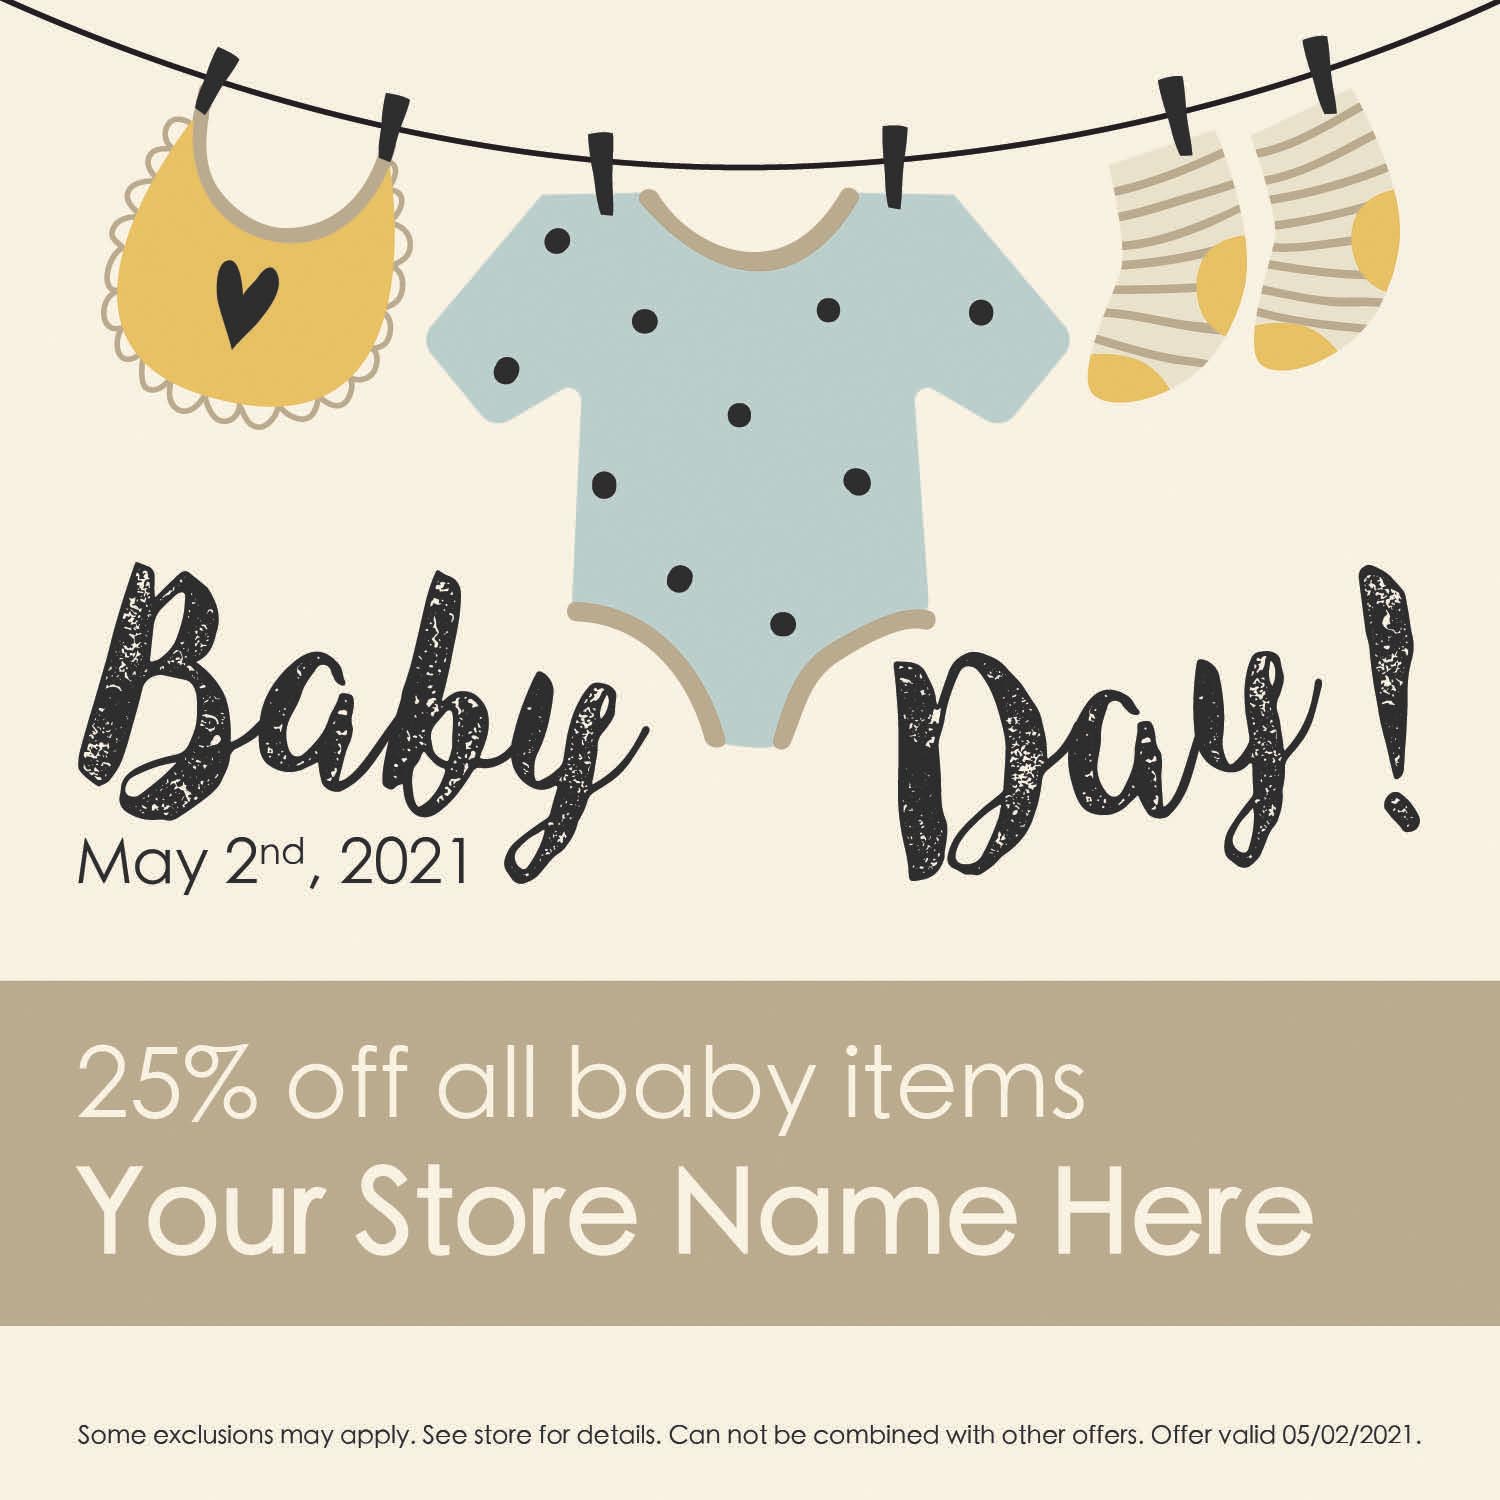 Baby Day!
May 2nd, 2021
25% off all baby items
Your Store Name Here
Some exclusions may apply. See store for details. Can not be combined with other offers. Offer valid 05/02/2021.